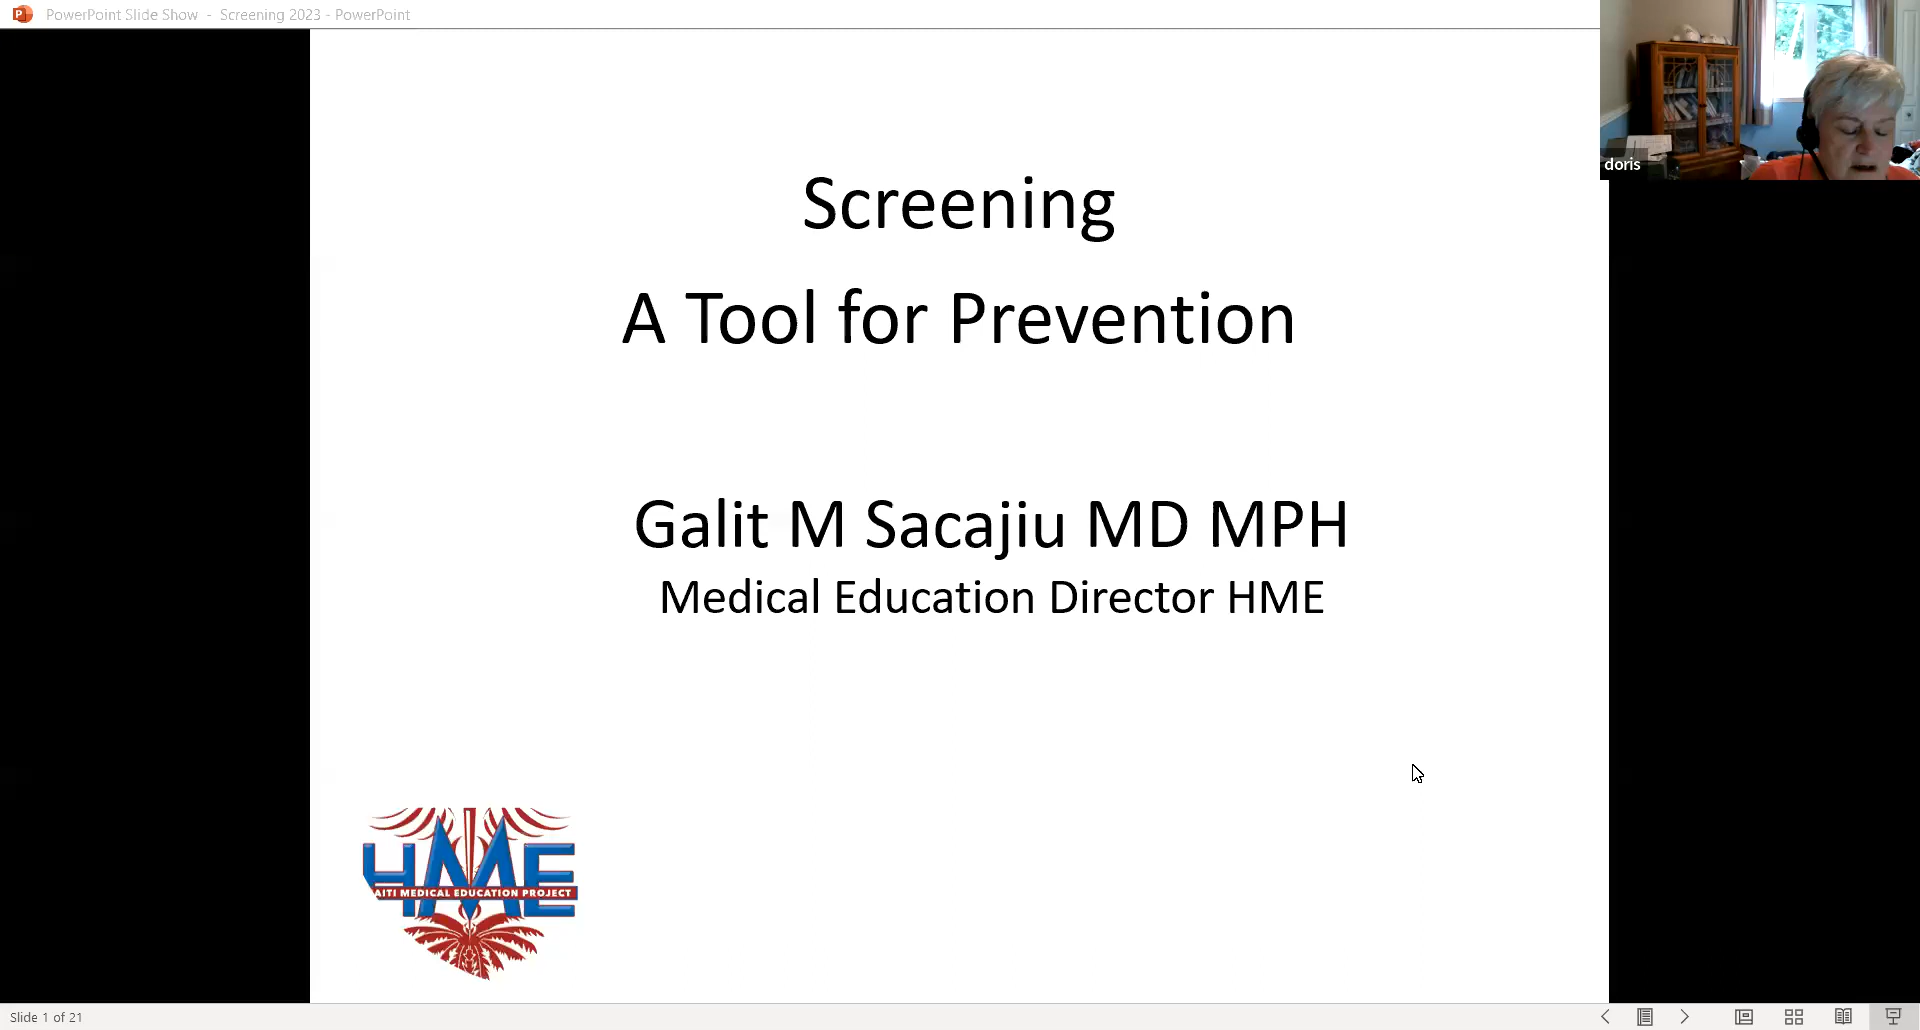 PowerPoint Slide Show - Screening 2023 - PowerPoint
doris
Screening
A Tool for Prevention
Galit M Sacajiu MD MPH
Medical Education Director HME
HME
AITI MEDICAL EDUCATION PROJECT
Slide 1 of 21